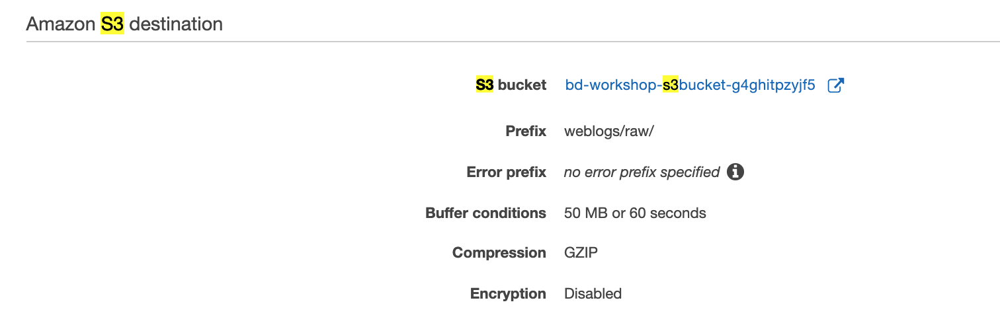 Amazon S3 destination
S3 bucket bd-workshop-s3bucket-g4ghitpzyjf5
Prefix weblogs/raw/
Error prefix no error prefix specified
Buffer conditions 50 MB or 60 seconds
Compression GZIP
Encryption Disabled